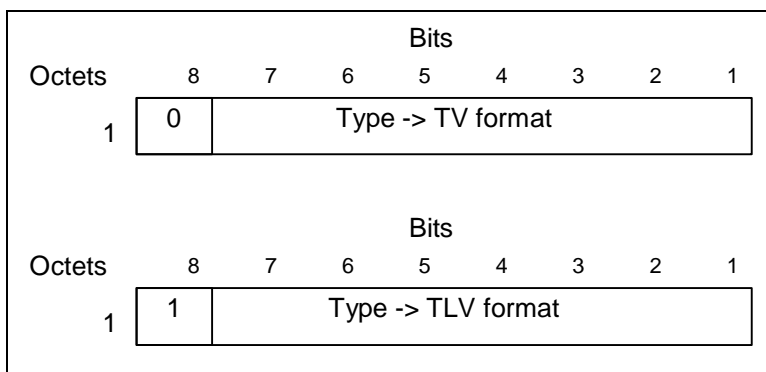 Bits
Octets 8 7 6 5 4 3 2 1
1 0 Type -> TV format
Bits
Octets 8 7 6 5 4 3 2 1
1 1 Type -> TLV format